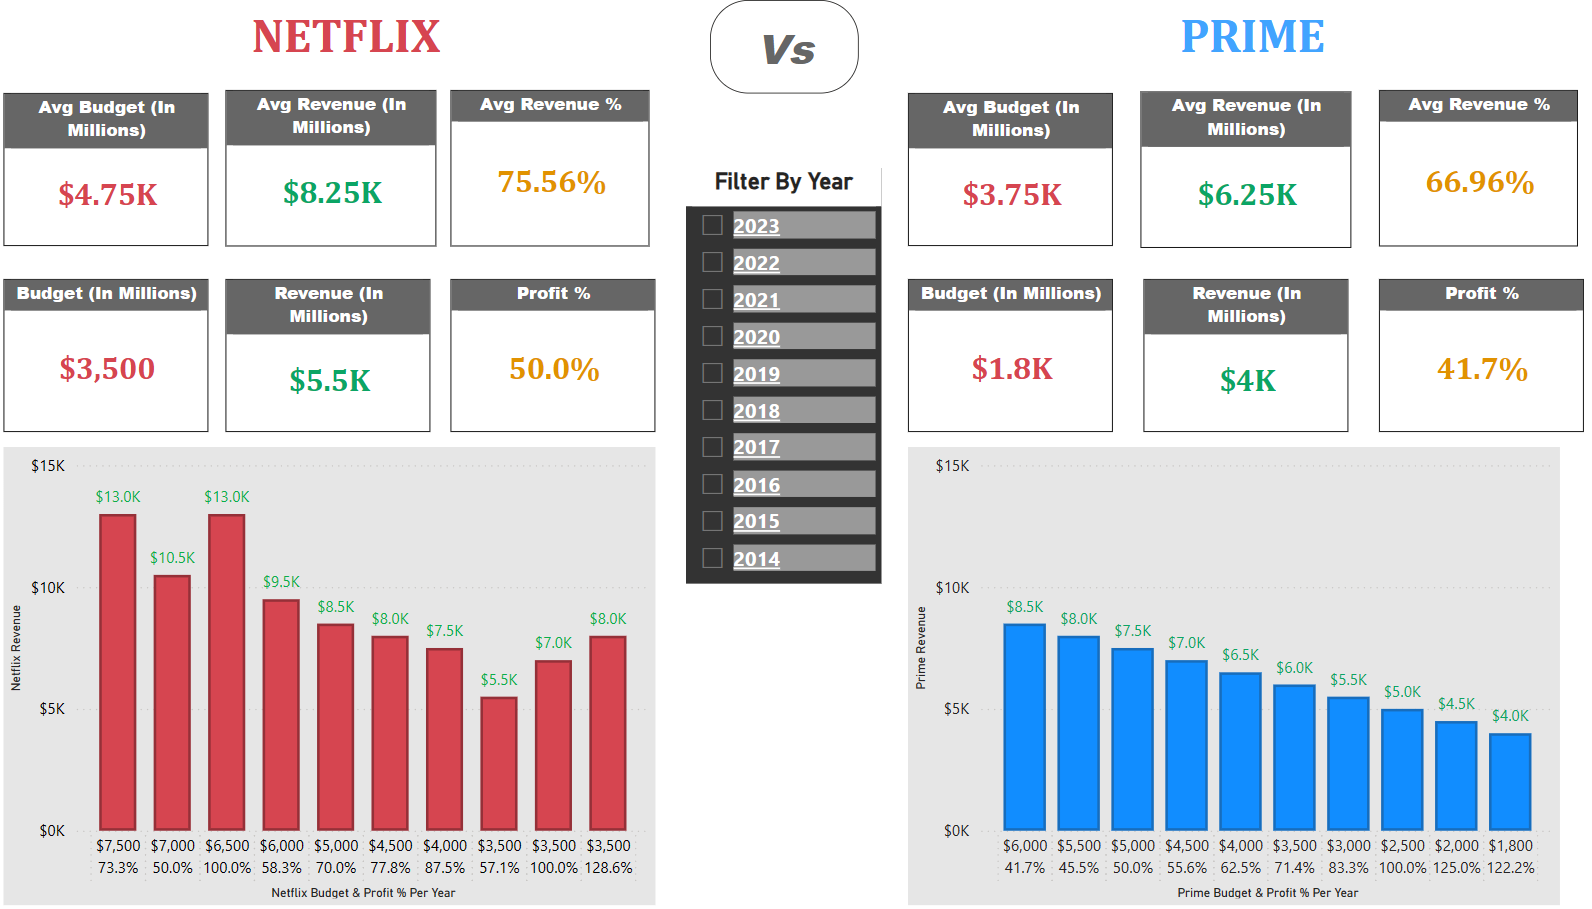 NETFLIX
Vs
PRIME
Avg Budget (In
Millions)
$4.75K
Avg Revenue (In
Millions)
$8.25K
Avg Revenue %
75.56%
Budget (In Millions)
$3,500
Revenue (In
Millions)
$5.5K
Profit %
50.0%
$15K
$10K
$5K
$0K
Netflix Revenue
$13.0K
$10.5K
$13.0K
$9.5K
$8.5K
$8.0K
$7.5K
$5.5K
$7.0K
$8.0K
$7,500 $7,000 $6,500 $6,000 $5,000 $4,500 $4,000 $3,500 $3,500 $3,500
73.3% 50.0% 100.0% 58.3% 70.0% 77.8% 87.5% 57.1% 100.0% 128.6%
Netflix Budget & Profit % Per Year
Filter By Year
2023
2022
2021
2020
2019
2018
2017
2016
2015
2014
Avg Budget (In
Millions)
$3.75K
Avg Revenue (In
Millions)
$6.25K
Avg Revenue %
66.96%
Budget (In Millions)
$1.8K
Revenue (In
Millions)
$4K
Profit %
41.7%
$15K
$10K
$5K
$0K
Prime Revenue
$8.5K
$8.0K
$7.5K
$7.0K
$6.5K
$6.0K
$5.5K
$5.0K
$4.5K
$4.0K
$6,000 $5,500 $5,000 $4,500 $4,000 $3,500 $3,000 $2,500 $2,000 $1,800
41.7% 45.5% 50.0% 55.6% 62.5% 71.4% 83.3% 100.0% 125.0% 122.2%
Prime Budget & Profit % Per Year